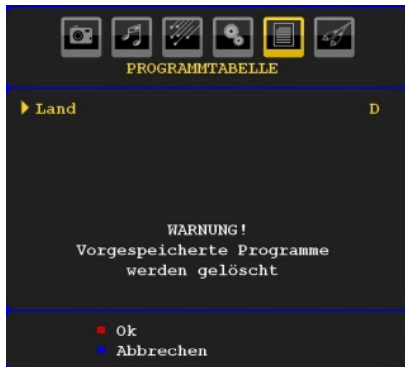 PROGRAMMTABELLE
Land D
WARNUNG!
Vorgespeicherte Programme
werden gelöscht
Ok
Abbrechen